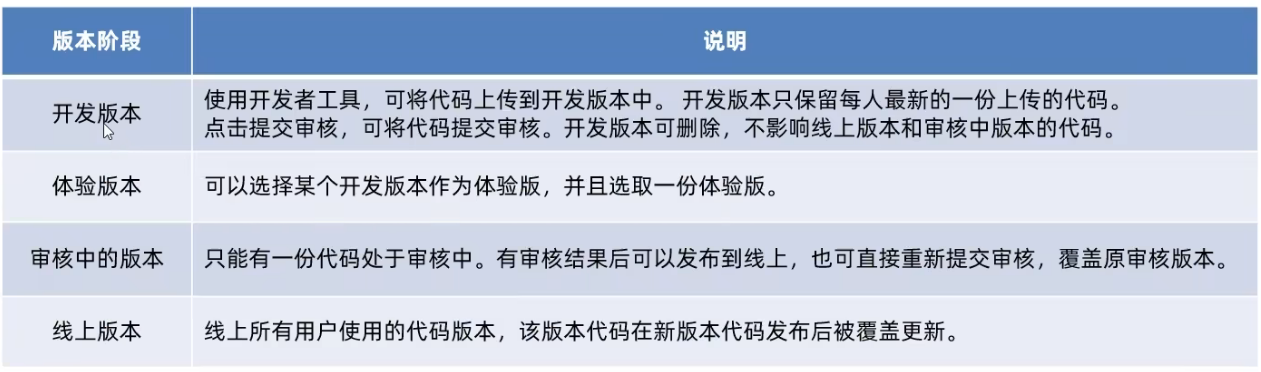 版本阶段
说明
开发版本
使用开发者工具，可将代码上传到开发版本中。 开发版本只保留每人最新的一份上传的代码。
点击提交审核，可将代码提交审核。开发版本可删除，不影响线上版本和审核中版本的代码。
体验版本
可以选择某个开发版本作为体验版，并且选取一份体验版。
审核中的版本
只能有一份代码处于审核中。有审核结果后可以发布到线上，也可直接重新提交审核，覆盖原审核版本。
线上版本
线上所有用户使用的代码版本，该版本代码在新版本代码发布后被覆盖更新。